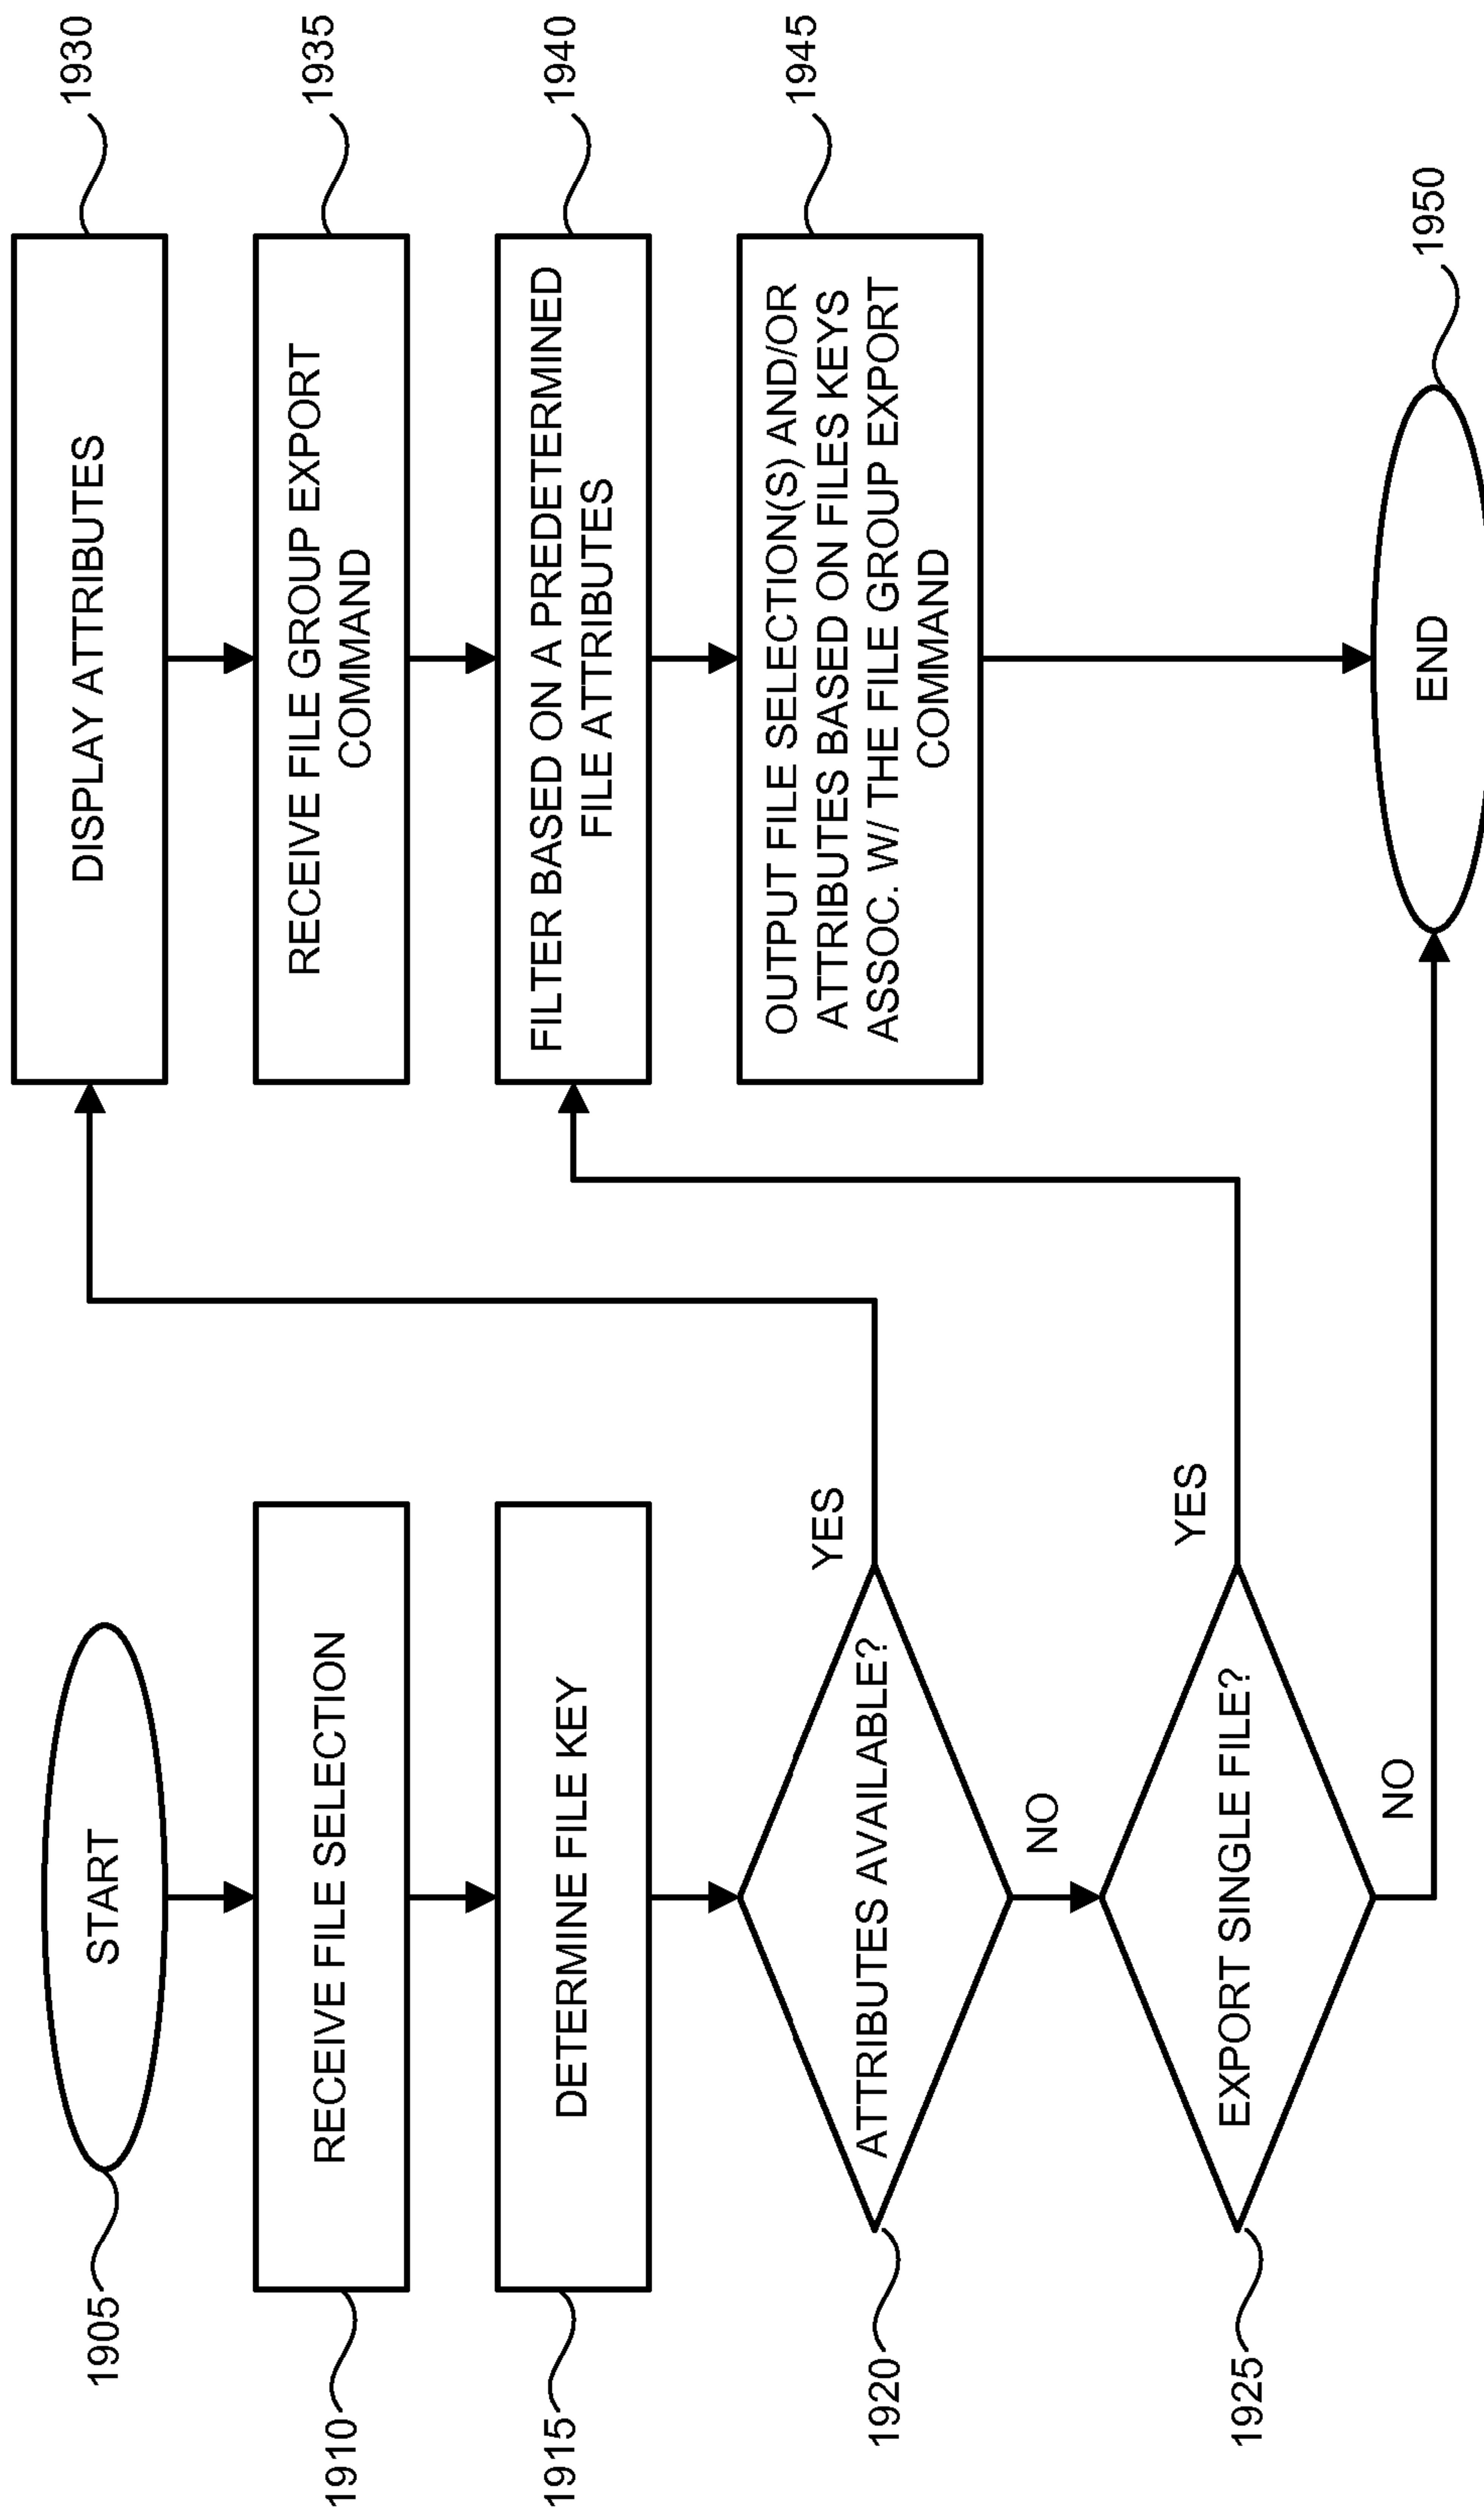 1905
START
1910
RECEIVE FILE SELECTION
1915
DETERMINE FILE KEY
1920
ATTRIBUTES AVAILABLE?
YES
NO
1925
EXPORT SINGLE FILE?
YES
NO
1930
DISPLAY ATTRIBUTES
1935
RECEIVE FILE GROUP EXPORT
COMMAND
1940
FILTER BASED ON A PREDETERMINED
FILE ATTRIBUTES
1945
OUTPUT FILE SELECTION(S) AND/OR
ATTRIBUTES BASED ON FILES KEYS
ASSOC. W/ THE FILE GROUP EXPORT
COMMAND
1950
END